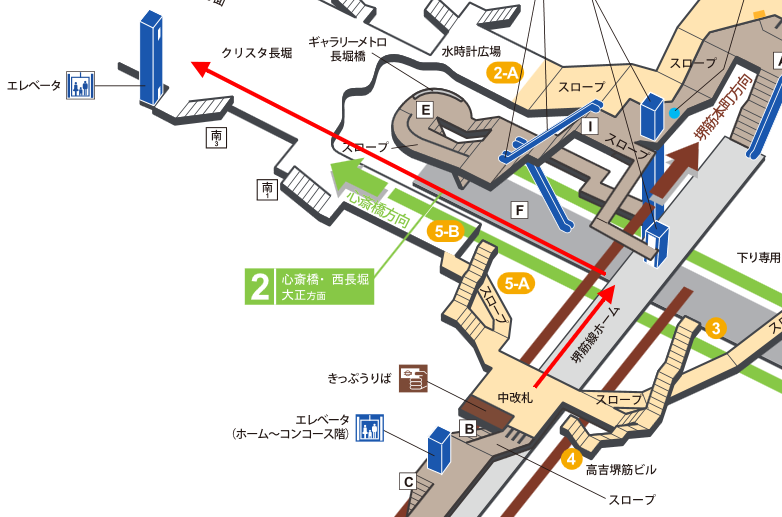 面
クリスタ長堀
ギャラリーメトロ
長堀橋
水時計広場
2-A
スロープ
スロープ
A
エレベータ
E
I
スロープ
スロープ
堺筋本町方向
南
3
南
1
心斎橋方向
F
5-B
下り専用
2
心斎橋・西長堀
大正方面
5-A
スロープ
堺筋線ホーム
3
スロ
きっぷうりば
中改札
スロープ
エレベータ
(ホーム〜コンコース階)
B
4
高吉堺筋ビル
C
スロープ